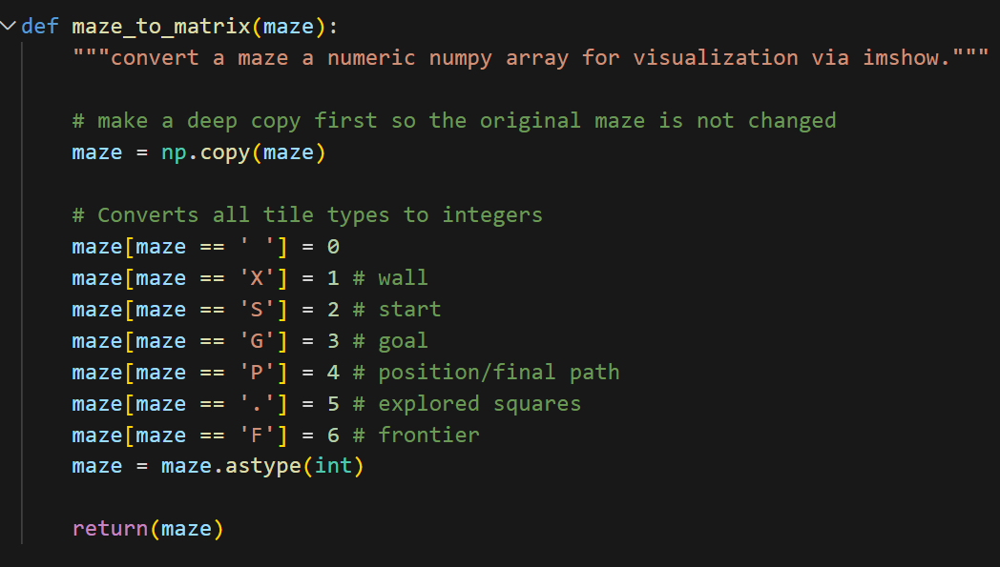 def maze_to_matrix(maze):
    """convert a maze a numeric numpy array for visualization via imshow."""

    # make a deep copy first so the original maze is not changed
    maze = np.copy(maze)

    # Converts all tile types to integers
    maze[maze == ' '] = 0
    maze[maze == 'X'] = 1 # wall
    maze[maze == 'S'] = 2 # start
    maze[maze == 'G'] = 3 # goal
    maze[maze == 'P'] = 4 # position/final path
    maze[maze == '.'] = 5 # explored squares
    maze[maze == 'F'] = 6 # frontier
    maze = maze.astype(int)

    return(maze)